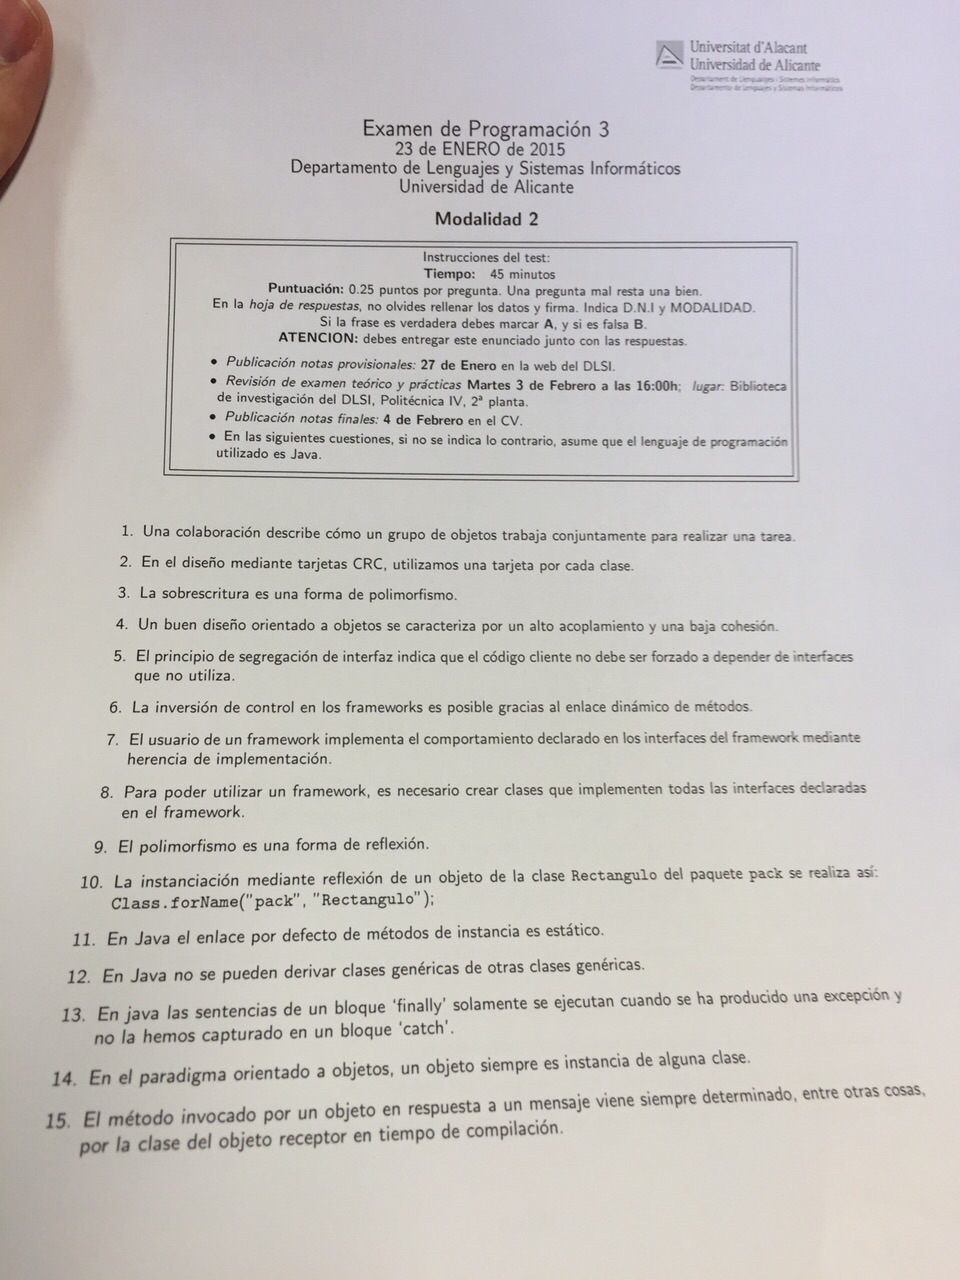 Universitat d'Alacant
Universidad de Alicante
Departament de Llenguatges i Sistemes Informàtics
Departamento de Lenguajes y Sistemas Informáticos
Examen de Programación 3
23 de ENERO de 2015
Departamento de Lenguajes y Sistemas Informáticos
Universidad de Alicante
Modalidad 2
Instrucciones del test:
Tiempo: 45 minutos
Puntuación: 0.25 puntos por pregunta. Una pregunta mal resta una bien.
En la hoja de respuestas, no olvides rellenar los datos y firma. Indica D.N.I y MODALIDAD.
Si la frase es verdadera debes marcar A, y si es falsa B.
ATENCION: debes entregar este enunciado junto con las respuestas.
• Publicación notas provisionales: 27 de Enero en la web del DLSI.
• Revisión de examen teórico y prácticas Martes 3 de Febrero a las 16:00h; lugar: Biblioteca
de investigación del DLSI, Politécnica IV, 2ª planta.
• Publicación notas finales: 4 de Febrero en el CV.
• En las siguientes cuestiones, si no se indica lo contrario, asume que el lenguaje de programación
utilizado es Java.
1. Una colaboración describe cómo un grupo de objetos trabaja conjuntamente para realizar una tarea.
2. En el diseño mediante tarjetas CRC, utilizamos una tarjeta por cada clase.
3. La sobrescritura es una forma de polimorfismo.
4. Un buen diseño orientado a objetos se caracteriza por un alto acoplamiento y una baja cohesión.
5. El principio de segregación de interfaz indica que el código cliente no debe ser forzado a depender de interfaces
que no utiliza.
6. La inversión de control en los frameworks es posible gracias al enlace dinámico de métodos.
7. El usuario de un framework implementa el comportamiento declarado en los interfaces del framework mediante
herencia de implementación.
8. Para poder utilizar un framework, es necesario crear clases que implementen todas las interfaces declaradas
en el framework.
9. El polimorfismo es una forma de reflexión.
10. La instanciación mediante reflexión de un objeto de la clase Rectangulo del paquete pack se realiza así:
Class.forName("pack", "Rectangulo");
11. En Java el enlace por defecto de métodos de instancia es estático.
12. En Java no se pueden derivar clases genéricas de otras clases genéricas.
13. En java las sentencias de un bloque 'finally' solamente se ejecutan cuando se ha producido una excepción y
no la hemos capturado en un bloque 'catch'.
14. En el paradigma orientado a objetos, un objeto siempre es instancia de alguna clase.
15. El método invocado por un objeto en respuesta a un mensaje viene siempre determinado, entre otras cosas,
por la clase del objeto receptor en tiempo de compilación.